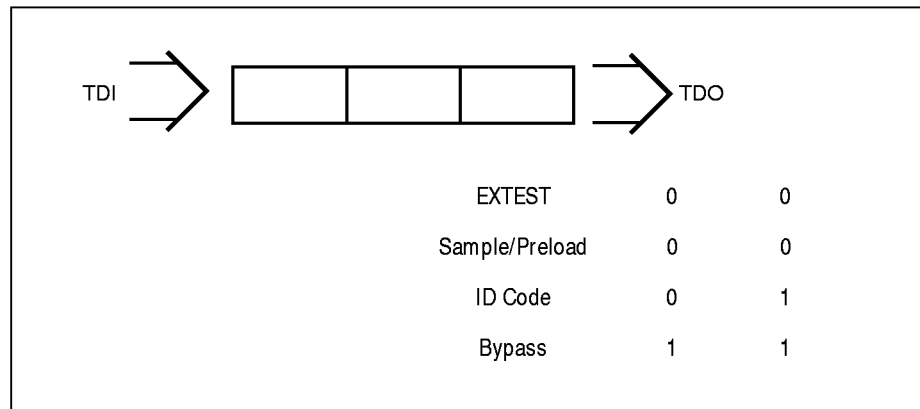 TDI TDO
EXTEST 0 0
Sample/Preload 0 0
ID Code 0 1
Bypass 1 1